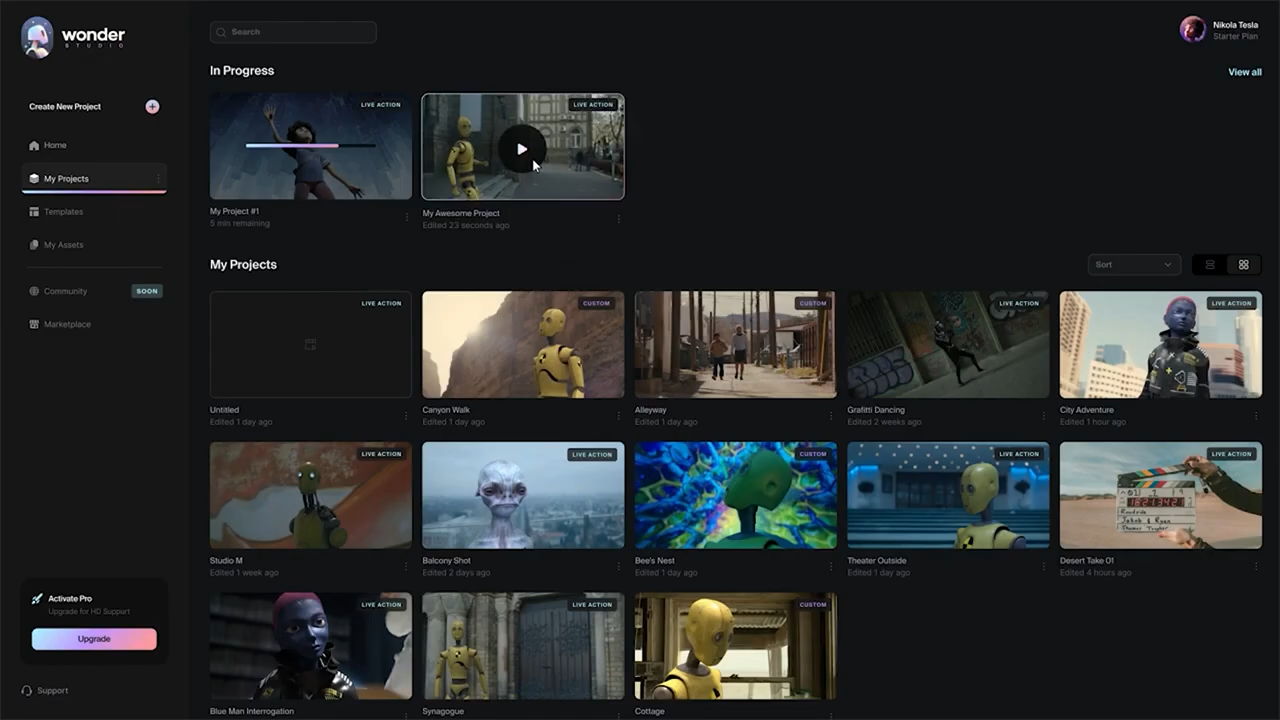 wonder
STUDIO
Search
Nikola Tesla
Starter Plan
In Progress
View all
Create New Project
Home
My Projects
Templates
My Assets
Community
SOON
Marketplace
LIVE ACTION
LIVE ACTION
My Project #1
5 min remaining
My Awesome Project
Edited 23 seconds ago
My Projects
Sort
LIVE ACTION
CUSTOM
CUSTOM
LIVE ACTION
LIVE ACTION
Untitled
Edited 1 day ago
Canyon Walk
Edited 1 day ago
Alleyway
Edited 1 day ago
Grafitti Dancing
Edited 2 weeks ago
City Adventure
Edited 1 hour ago
LIVE ACTION
LIVE ACTION
CUSTOM
LIVE ACTION
LIVE ACTION
Roadside
Jakob & Ryan
Thomas
Studio M
Edited 1 week ago
Balcony Shot
Edited 2 days ago
Bee's Nest
Edited 1 day ago
Theater Outside
Edited 1 day ago
Desert Take 01
Edited 4 hours ago
LIVE ACTION
LIVE ACTION
CUSTOM
Blue Man Interrogation
Synagogue
Cottage
Activate Pro
Upgrade for HD Support
Upgrade
Support